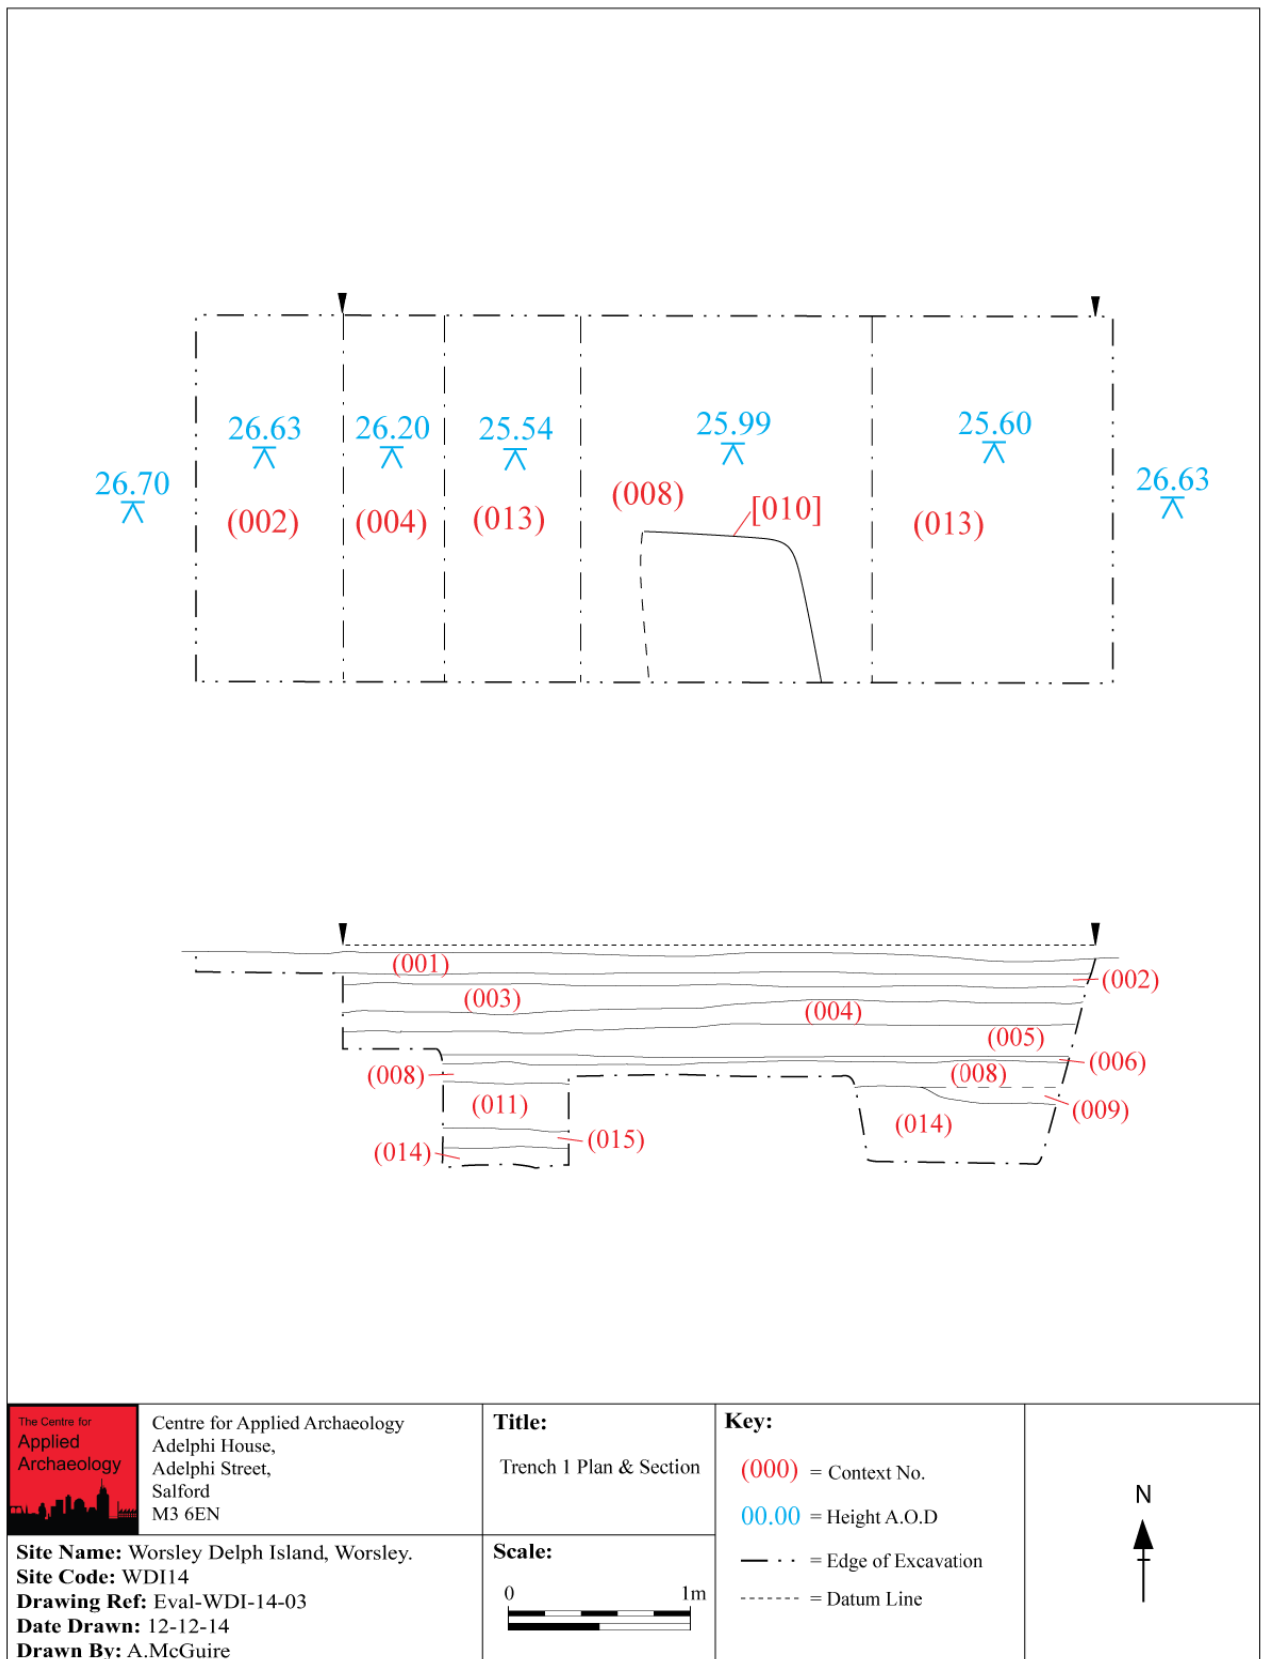 26.63
26.20
25.54
25.99
25.60
26.70
26.63
(002)
(004)
(013)
(008)
[010]
(013)
(001)
(002)
(003)
(004)
(005)
(006)
(008)
(008)
(009)
(011)
(014)
(015)
(014)
The Centre for
Applied
Archaeology
Centre for Applied Archaeology
Adelphi House,
Adelphi Street,
Salford
M3 6EN
Title:
Trench 1 Plan & Section
Key:
(000) = Context No.
00.00 = Height A.O.D
= Edge of Excavation
= Datum Line
N
Site Name: Worsley Delph Island, Worsley.
Site Code: WDI14
Drawing Ref: Eval-WDI-14-03
Date Drawn: 12-12-14
Drawn By: A.McGuire
Scale:
0 1m